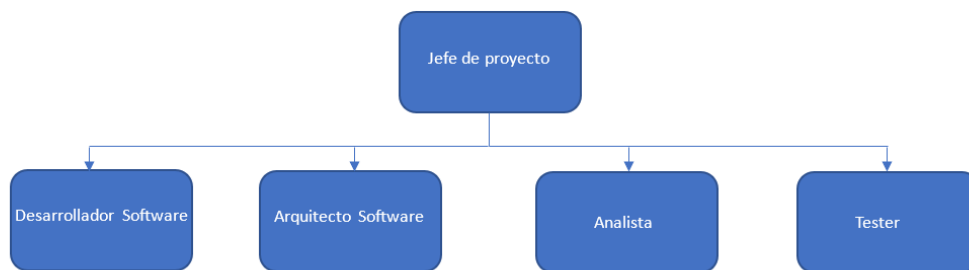 Jefe de proyecto
Desarrollador Software
Arquitecto Software
Analista
Tester